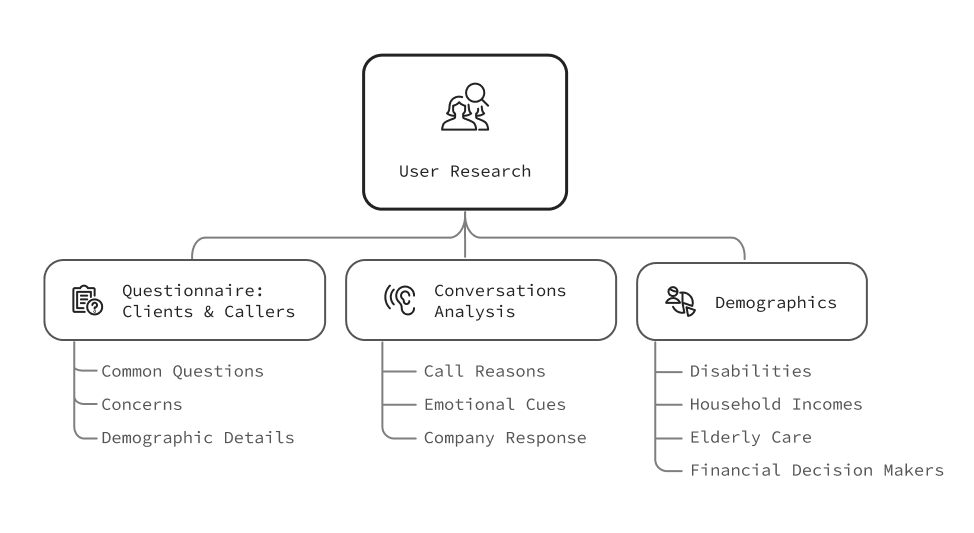 User Research
Questionnaire:
Clients & Callers
Common Questions
Concerns
Demographic Details
Conversations
Analysis
Call Reasons
Emotional Cues
Company Response
Demographics
Disabilities
Household Incomes
Elderly Care
Financial Decision Makers